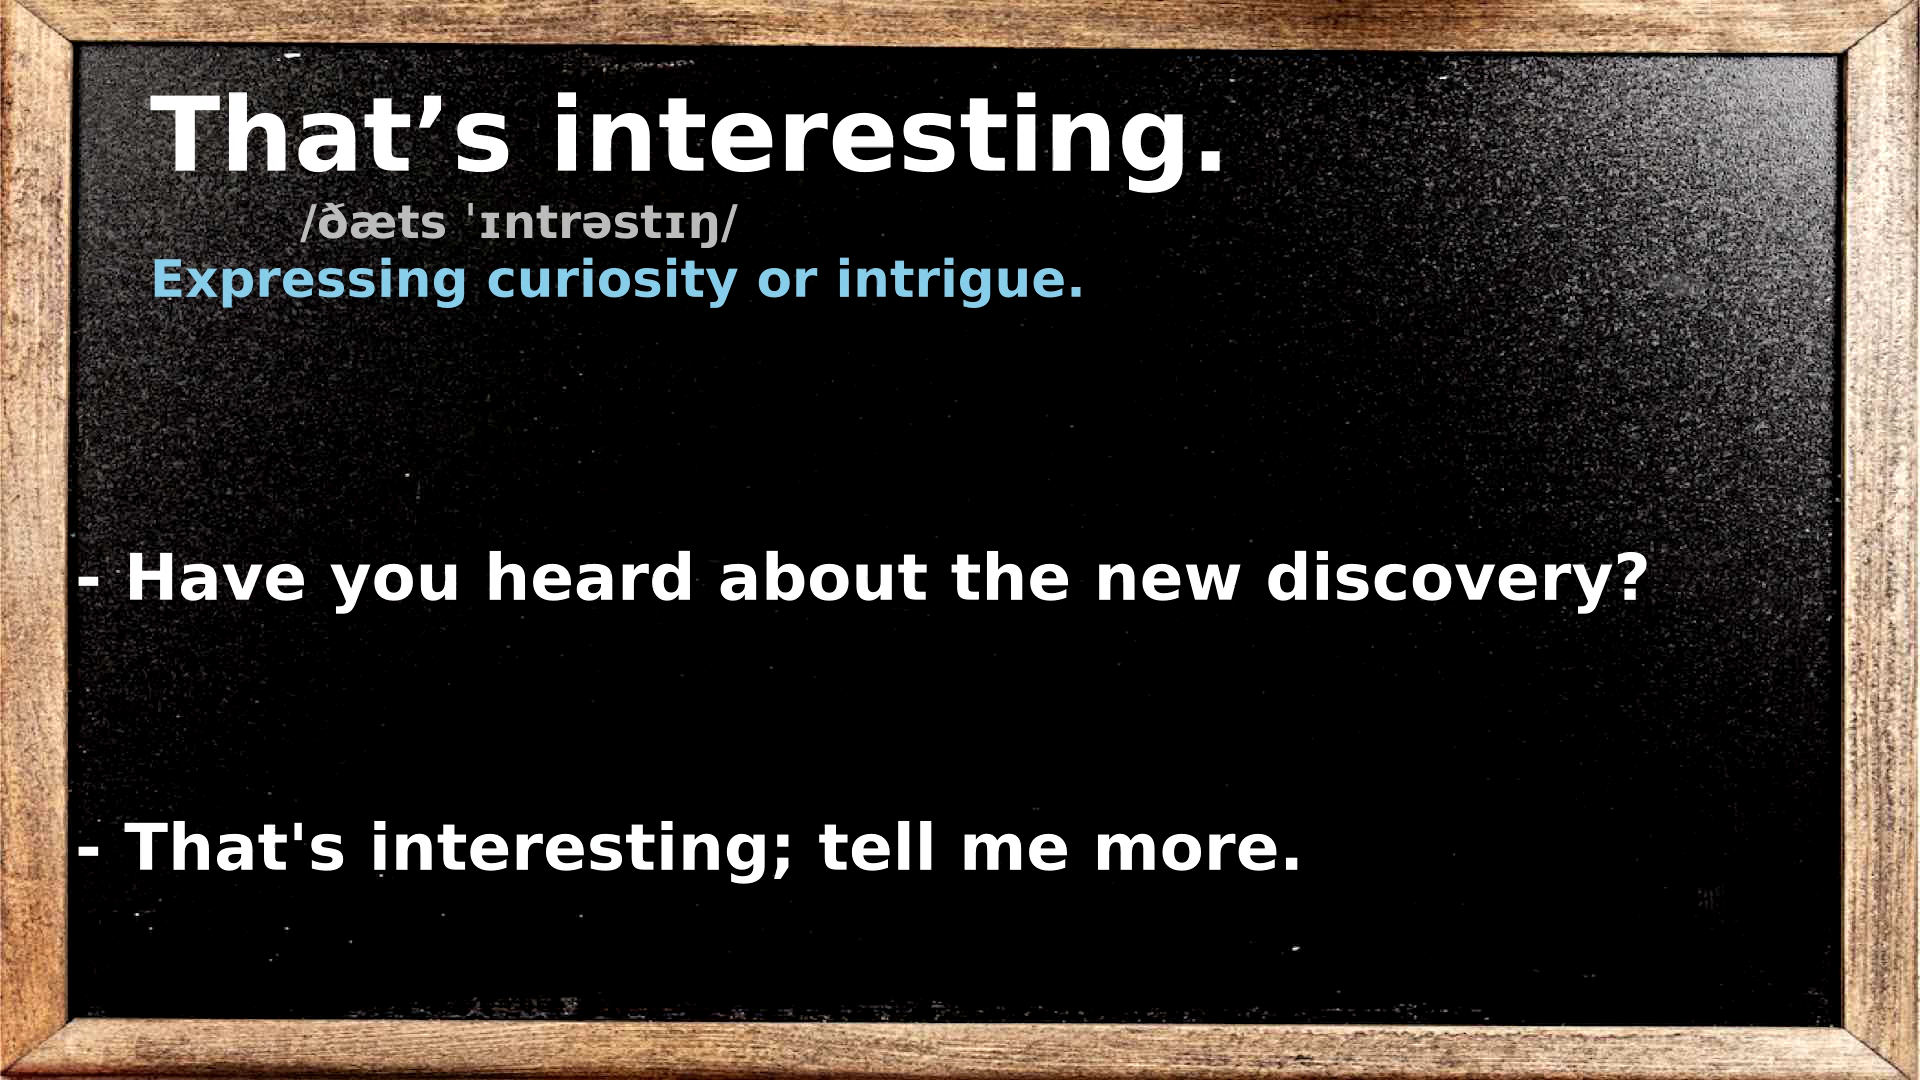 That’s interesting.
/ðæts ˈɪntrəstɪŋ/
Expressing curiosity or intrigue.
- Have you heard about the new discovery?
- That's interesting; tell me more.